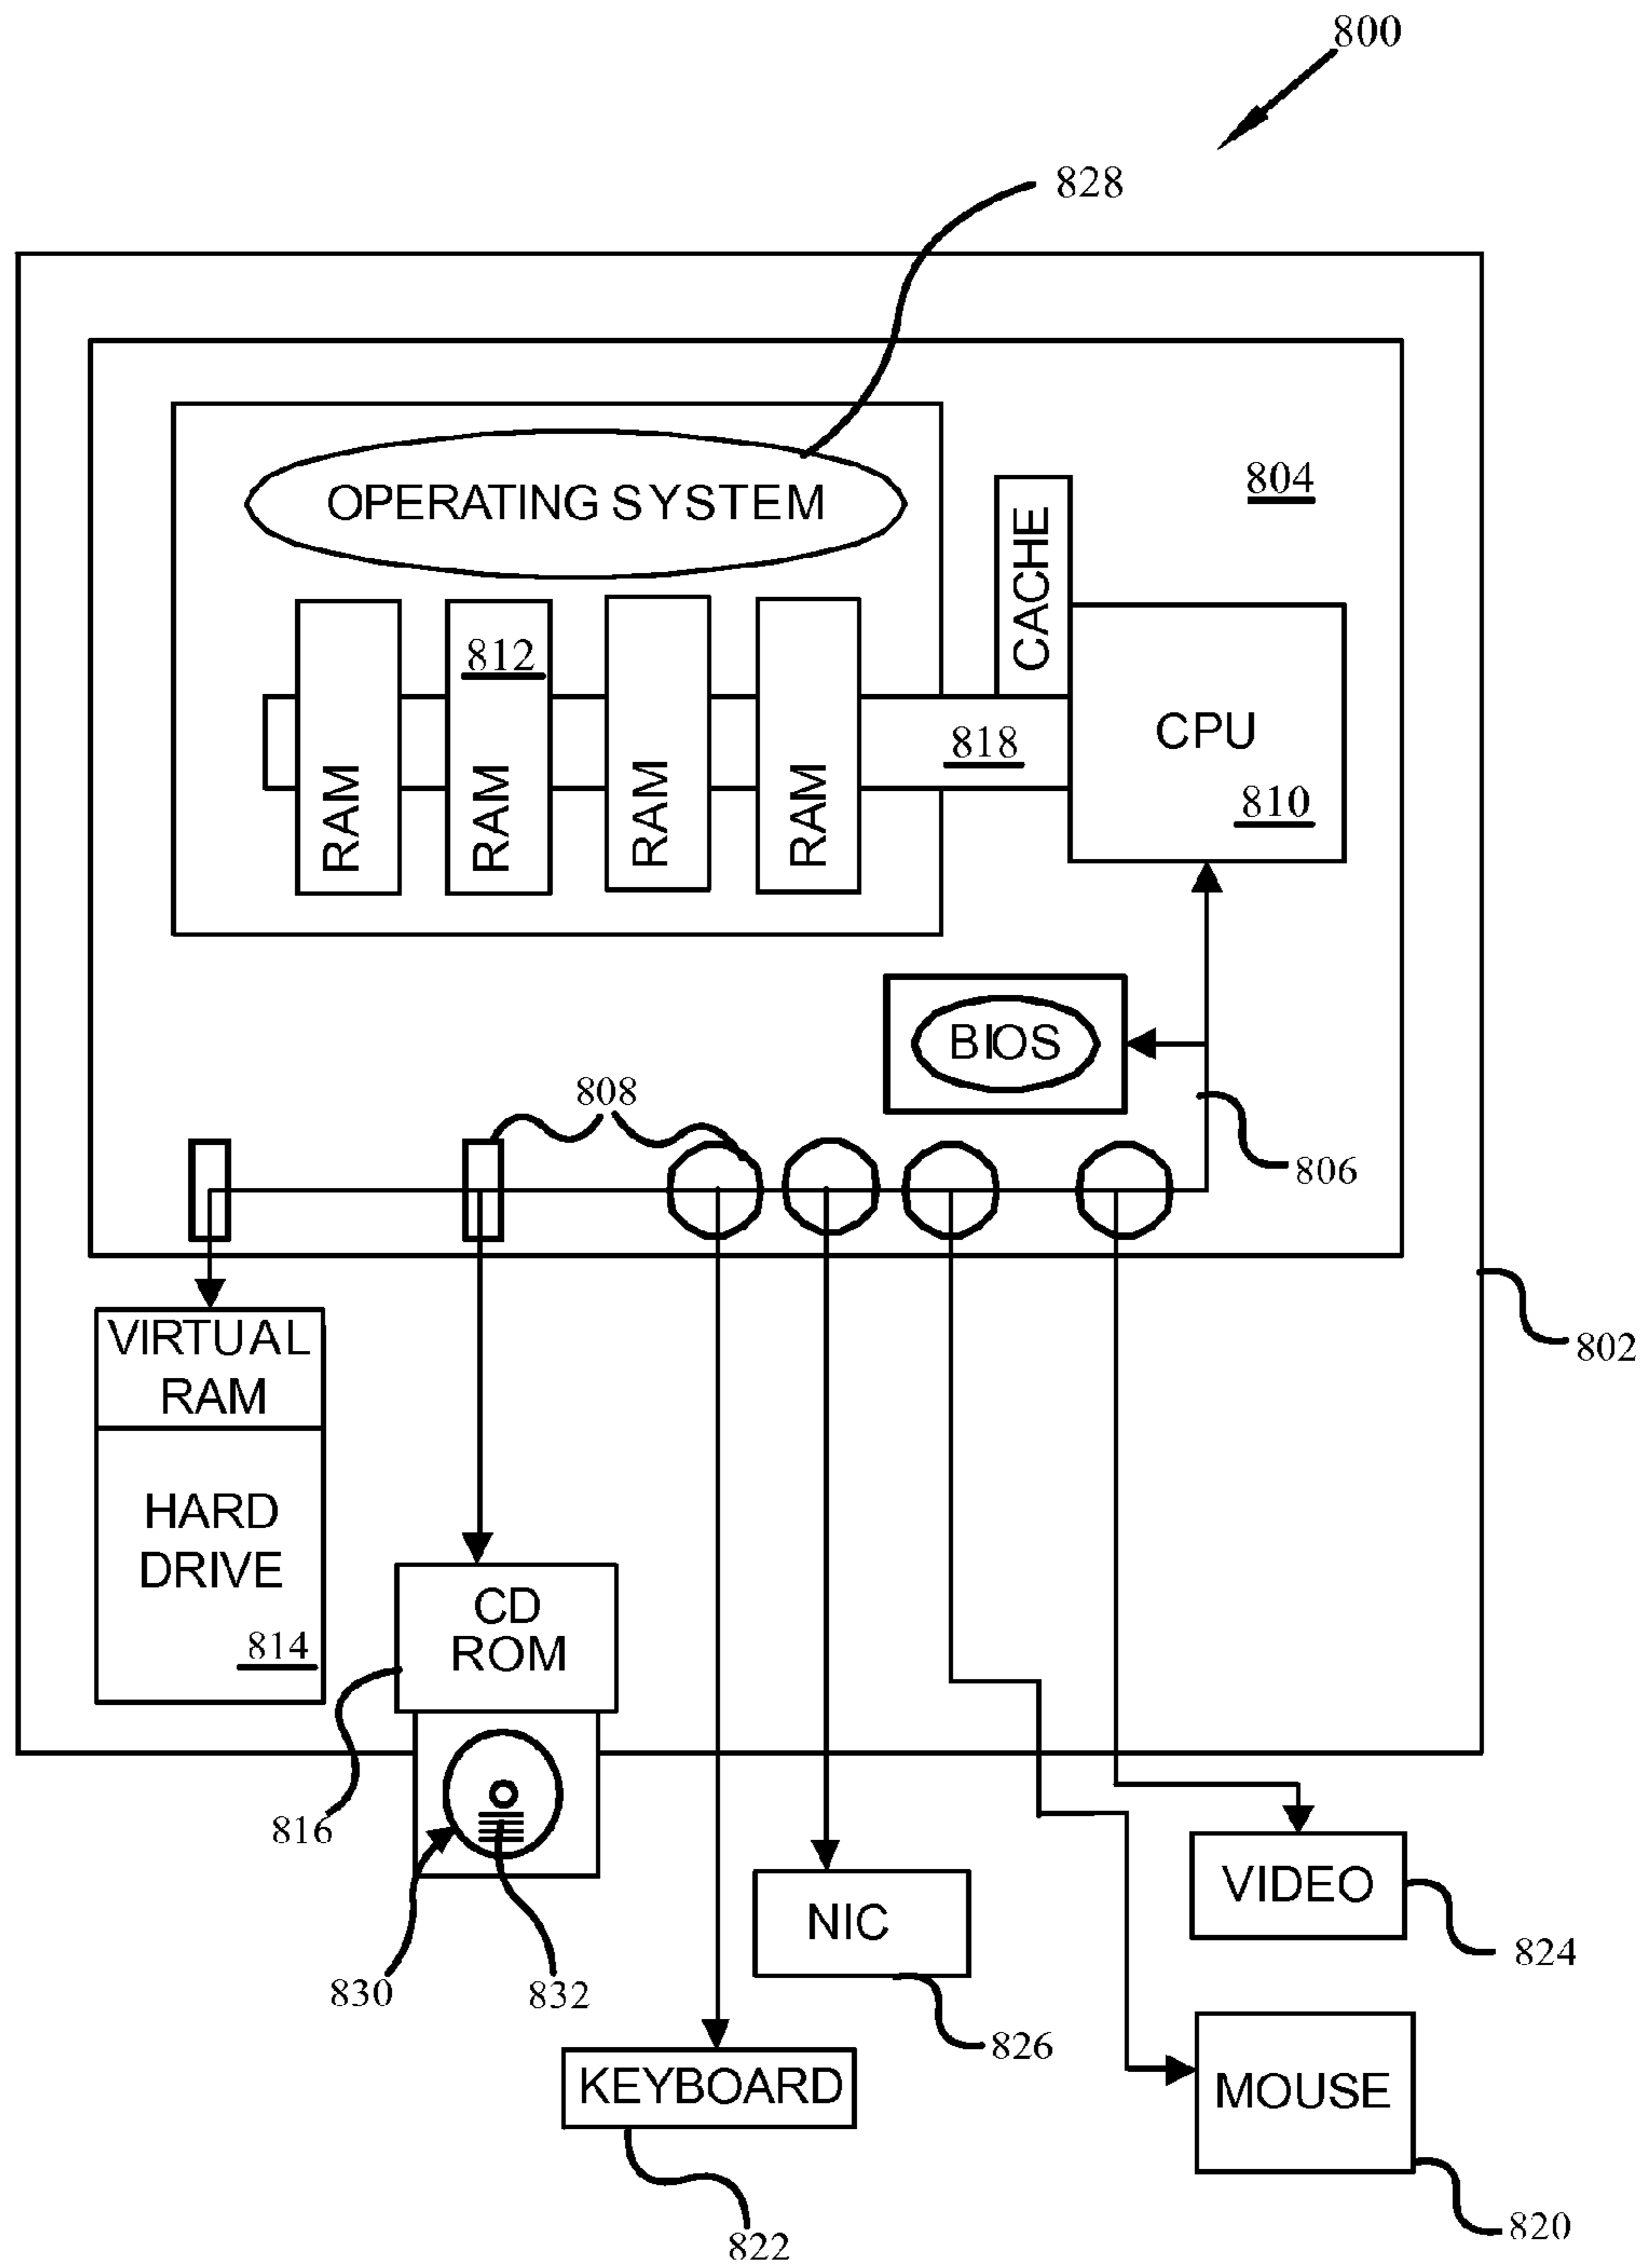 800
828
OPERATING SYSTEM
804
CACHE
812
RAM
RAM
RAM
RAM
818
CPU
810
BIOS
808
806
802
VIRTUAL
RAM
HARD
DRIVE
814
CD
ROM
816
830
832
NIC
826
VIDEO
824
KEYBOARD
822
MOUSE
820